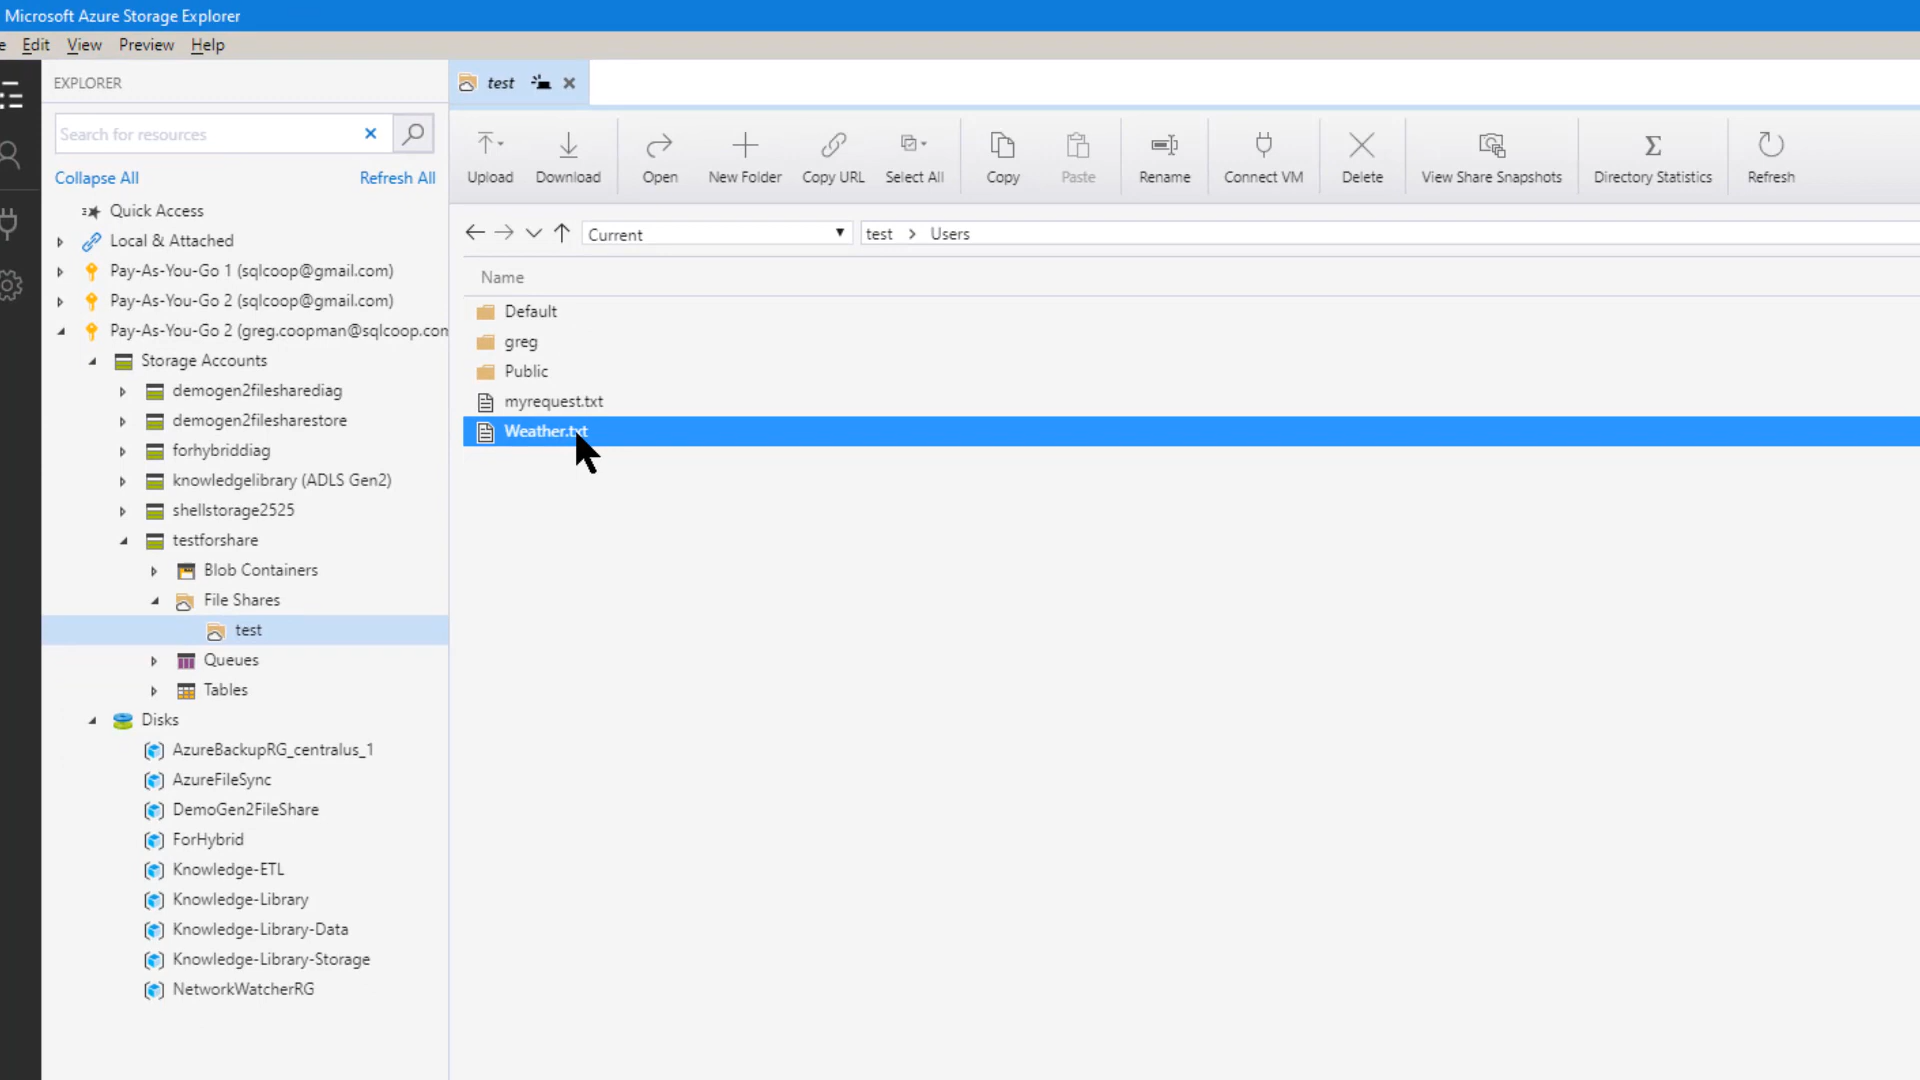 Microsoft Azure Storage Explorer
e Edit View Preview Help
EXPLORER
Search for resources
Collapse All Refresh All
Quick Access
Local & Attached
Pay-As-You-Go 1 (sqlcoop@gmail.com)
Pay-As-You-Go 2 (sqlcoop@gmail.com)
Pay-As-You-Go 2 (greg.coopman@sqlcoop.com
Storage Accounts
demogen2filesharediag
demogen2filesharestore
forhybriddiag
knowledgelibrary (ADLS Gen2)
shellstorage2525
testforshare
Blob Containers
File Shares
test
Queues
Tables
Disks
AzureBackupRG_centralus_1
AzureFileSync
DemoGen2FileShare
ForHybrid
Knowledge-ETL
Knowledge-Library
Knowledge-Library-Data
Knowledge-Library-Storage
NetworkWatcherRG
test
Upload Download Open New Folder Copy URL Select All Copy Paste Rename Connect VM Delete View Share Snapshots Directory Statistics Refresh
Current test > Users
Name
Default
greg
Public
myrequest.txt
Weather.txt